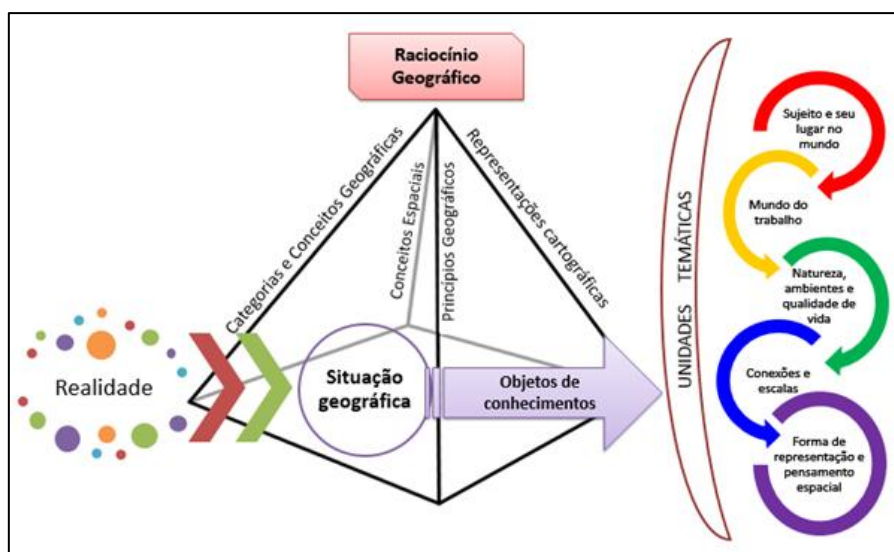 Raciocínio
Geográfico
Categorias e Conceitos Geográficas
Conceitos Espaciais
Princípios Geográficos
Representações cartográficas
Realidade
Situação
geográfica
Objetos de
conhecimentos
UNIDADES TEMÁTICAS
Sujeito e seu
lugar no
mundo
Mundo do
trabalho
Natureza,
ambientes e
qualidade de
vida
Conexões e
escalas
Forma de
representação e
pensamento
espacial